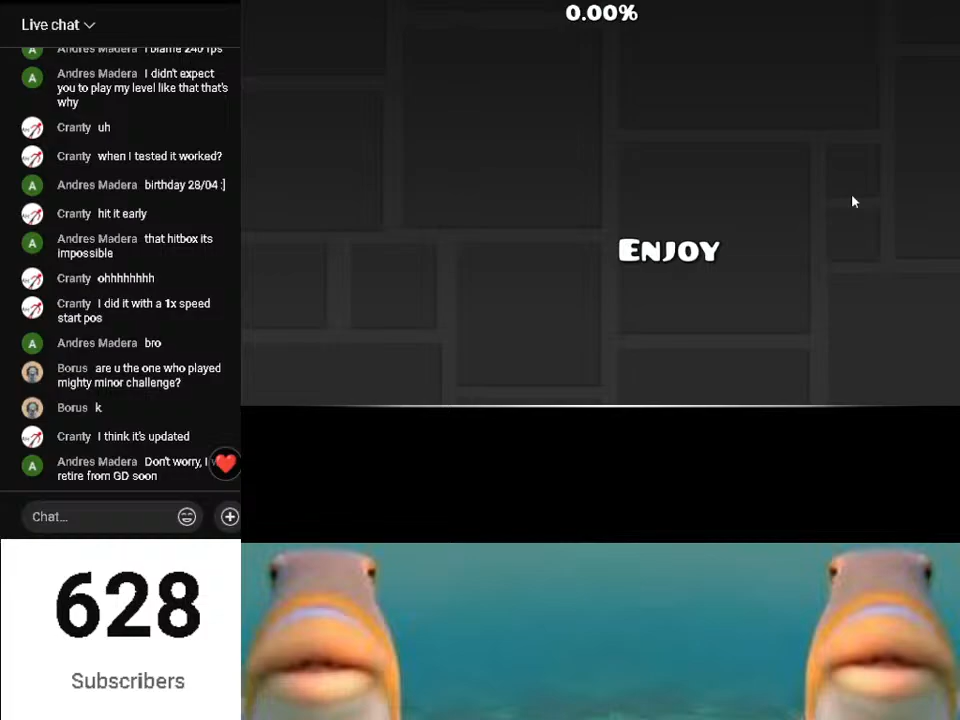 Live chat
Andres Madera I blame 240 fps
Andres Madera I didn't expect
you to play my level like that that's
why
Cranty uh
Cranty when I tested it worked?
Andres Madera birthday 28/04 :]
Cranty hit it early
Andres Madera that hitbox its
impossible
Cranty ohhhhhhhh
Cranty I did it with a 1x speed
start pos
Andres Madera bro
Borus are u the one who played
mighty minor challenge?
Borus k
Cranty I think it's updated
Andres Madera Don't worry, I
retire from GD soon
Chat...
628
Subscribers
0.00%
Enjoy